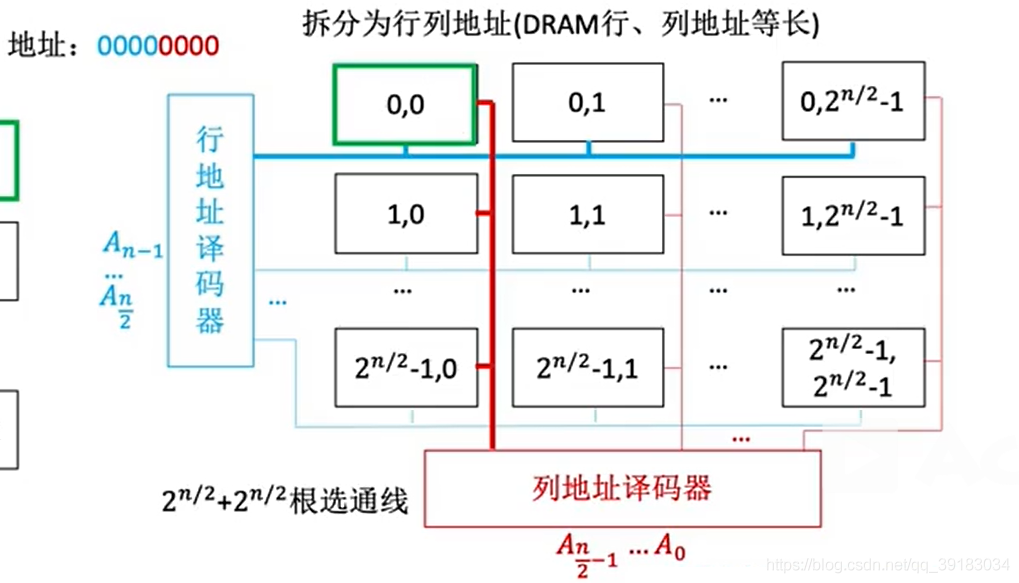 拆分为行列地址(DRAM行、列地址等长)
地址：00000000
0,0
0,1
...
0,2^{n/2}-1
行地址译码器
1,0
1,1
...
1,2^{n/2}-1
A_{n-1}
...
A_{n/2}
...
...
...
...
...
2^{n/2}-1,0
2^{n/2}-1,1
...
2^{n/2}-1,
2^{n/2}-1
...
2^{n/2}+2^{n/2}根选通线
列地址译码器
A_{n/2-1} ...A_0
https://blog.csdn.net/qq_39183034